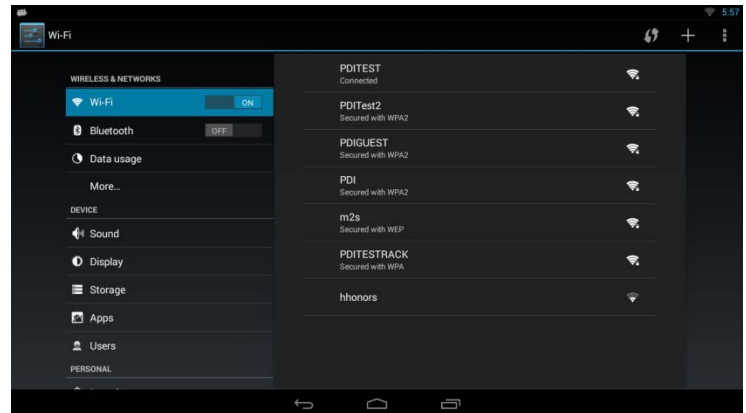 5:57
Wi-Fi
WIRELESS & NETWORKS
Wi-Fi ON
Bluetooth OFF
Data usage
More...
DEVICE
Sound
Display
Storage
Apps
Users
PERSONAL
PDITEST
Connected
PDITest2
Secured with WPA2
PDIGUEST
Secured with WPA2
PDI
Secured with WPA2
m2s
Secured with WEP
PDITESTRACK
Secured with WPA
hhonors